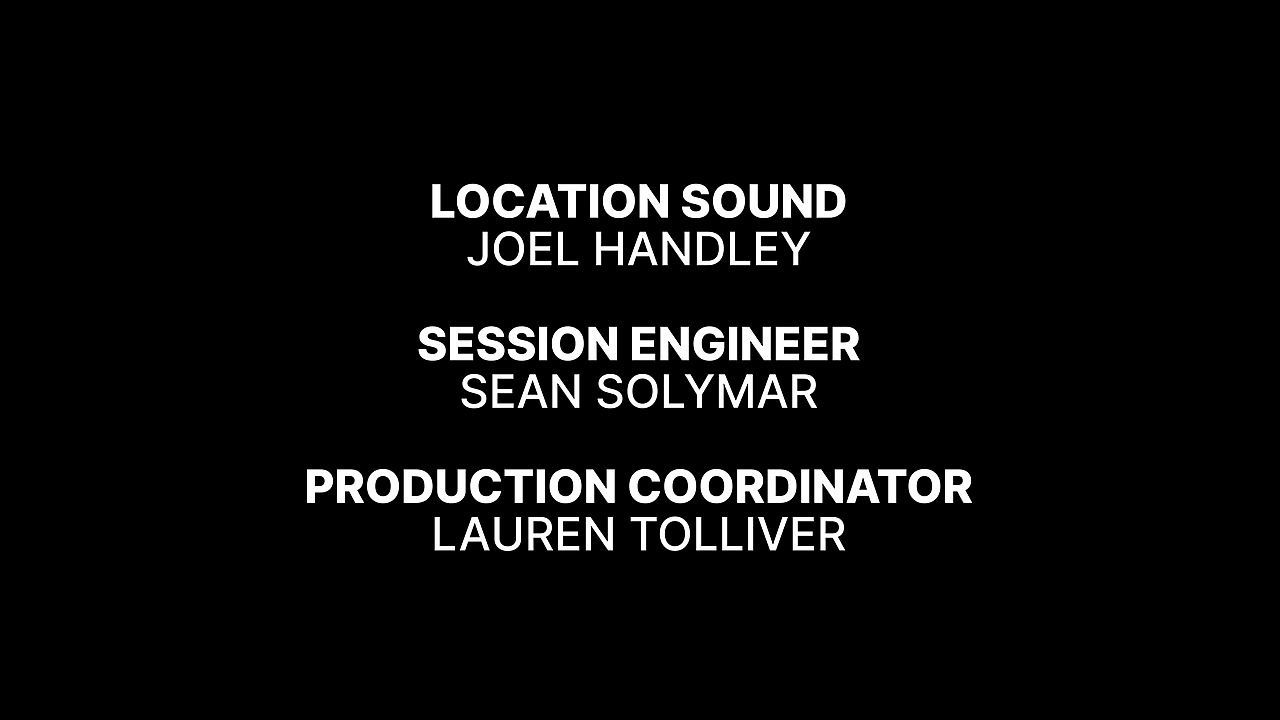 LOCATION SOUND
JOEL HANDLEY
SESSION ENGINEER
SEAN SOLYMAR
PRODUCTION COORDINATOR
LAUREN TOLLIVER